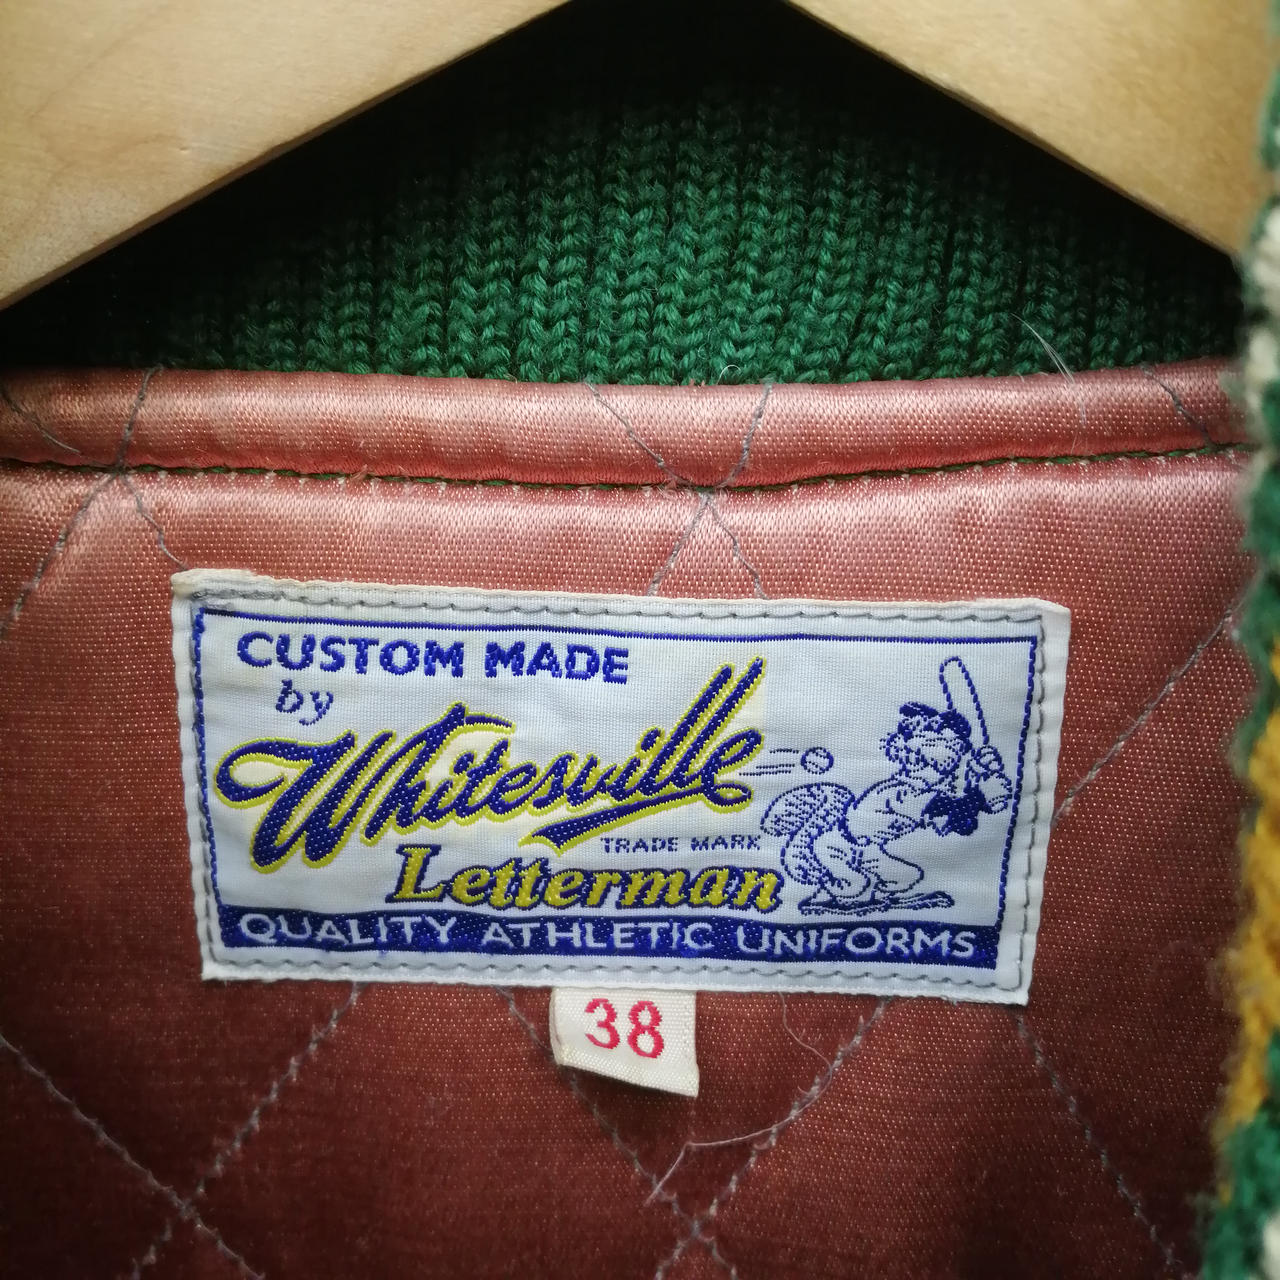 CUSTOM MADE
by
Whitesville
TRADE MARK
Letterman
QUALITY ATHLETIC UNIFORMS
38